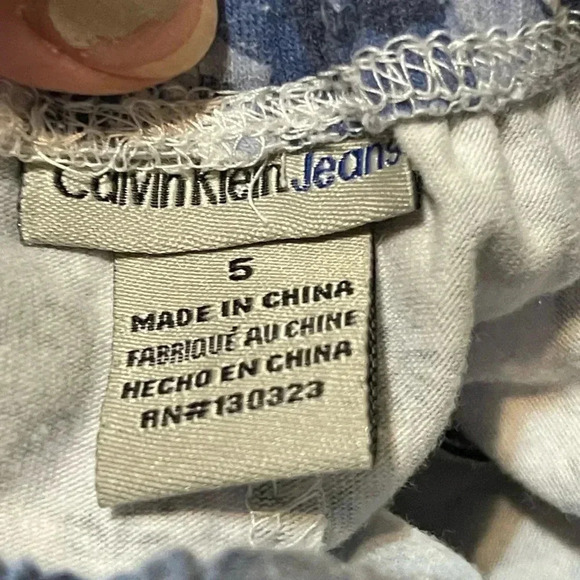 Calvin Klein Jeans
5
MADE IN CHINA
FABRIQUÉ AU CHINE
HECHO EN CHINA
RN#130323